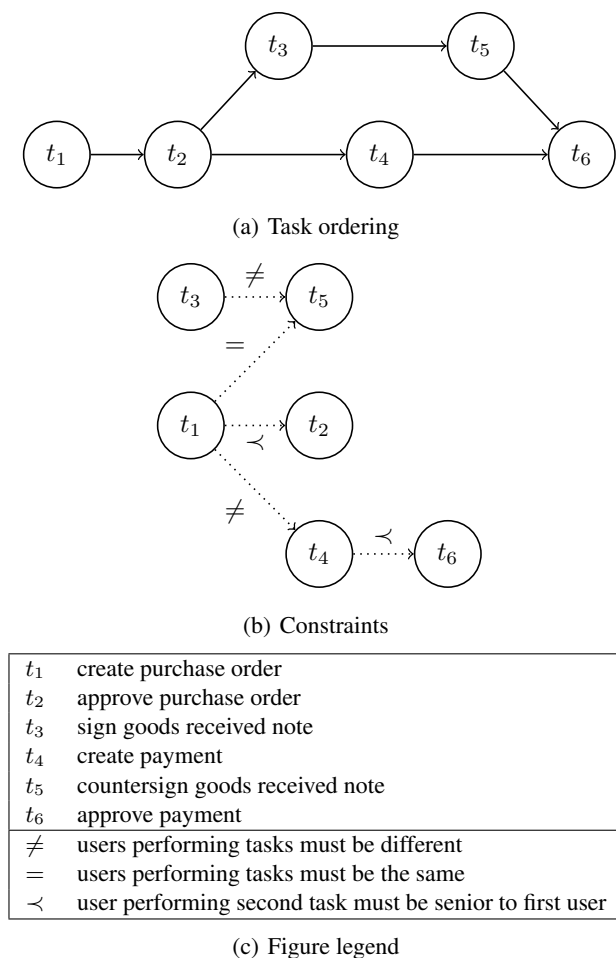 t₃ t₅
t₁ t₂ t₄ t₆
(a) Task ordering
t₃ ≠ t₅
=
t₁ ≺ t₂
≠
t₄ ≺ t₆
(b) Constraints
t₁ create purchase order
t₂ approve purchase order
t₃ sign goods received note
t₄ create payment
t₅ countersign goods received note
t₆ approve payment
≠ users performing tasks must be different
= users performing tasks must be the same
≺ user performing second task must be senior to first user
(c) Figure legend